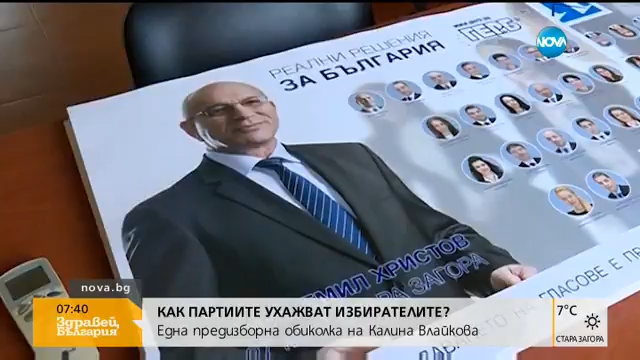 РЕАЛНИ РЕШЕНИЯ
ЗА БЪЛГАРИЯ
ГЕРБ
NOVA
ЕМИЛ ХРИСТОВ
ЗАГОРА
ГЛАСОВЕ Е
nova.bg
07:40
Здравей,
България
КАК ПАРТИИТЕ УХАЖВАТ ИЗБИРАТЕЛИТЕ?
Една предизборна обиколка на Калина Влайкова
7°C
СТАРА ЗАГОРА